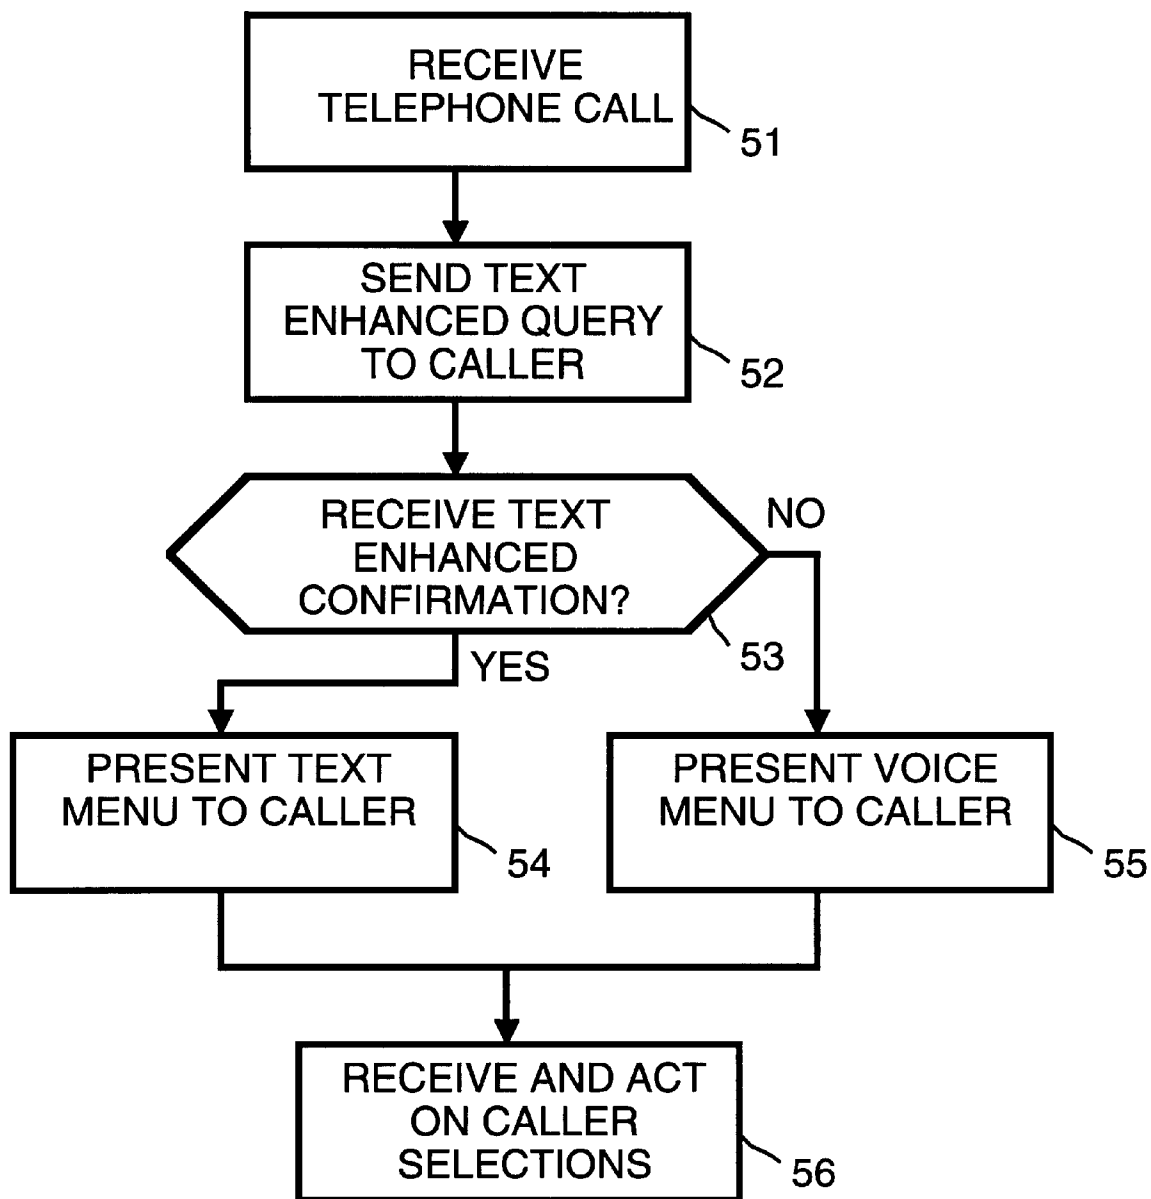 RECEIVE
TELEPHONE CALL
51
SEND TEXT
ENHANCED QUERY
TO CALLER
52
RECEIVE TEXT
ENHANCED
CONFIRMATION?
NO
53
YES
PRESENT TEXT
MENU TO CALLER
54
PRESENT VOICE
MENU TO CALLER
55
RECEIVE AND ACT
ON CALLER
SELECTIONS
56